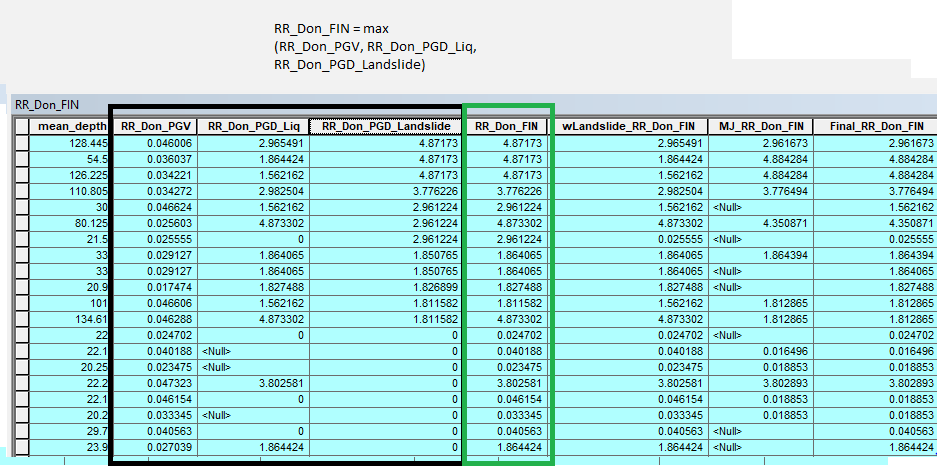 RR_Don_FIN = max
(RR_Don_PGV, RR_Don_PGD_Liq,
RR_Don_PGD_Landslide)
RR_Don_FIN
mean_depth RR_Don_PGV RR_Don_PGD_Liq RR_Don_PGD_Landslide RR_Don_FIN wLandslide_RR_Don_FIN MJ_RR_Don_FIN Final_RR_Don_FIN
128.445 0.046006 2.965491 4.87173 4.87173 2.965491 2.961673 2.961673
54.5 0.036037 1.864424 4.87173 4.87173 1.864424 4.884284 4.884284
126.225 0.034221 1.562162 4.87173 4.87173 1.562162 4.884284 4.884284
110.805 0.034272 2.982504 3.776226 3.776226 2.982504 3.776494 3.776494
30 0.046624 1.562162 2.961224 2.961224 1.562162 <Null> 1.562162
80.125 0.025603 4.873302 2.961224 4.873302 4.873302 4.350871 4.350871
21.5 0.025555 0 2.961224 2.961224 0.025555 <Null> 0.025555
33 0.029127 1.864065 1.850765 1.864065 1.864065 1.864394 1.864394
33 0.029127 1.864065 1.850765 1.864065 1.864065 <Null> 1.864065
20.9 0.017474 1.827488 1.826899 1.827488 1.827488 <Null> 1.827488
101 0.046606 1.562162 1.811582 1.811582 1.562162 1.812865 1.812865
134.61 0.046288 4.873302 1.811582 4.873302 4.873302 1.812865 1.812865
22 0.024702 0 0 0.024702 0.024702 <Null> 0.024702
22.1 0.040188 <Null> 0 0.040188 0.040188 0.016496 0.016496
20.25 0.023475 <Null> 0 0.023475 0.023475 0.018853 0.018853
22.2 0.047323 3.802581 0 3.802581 3.802581 3.802893 3.802893
22.1 0.046154 0 0 0.046154 0.046154 0.018853 0.018853
20.2 0.033345 <Null> 0 0.033345 0.033345 0.018853 0.018853
29.7 0.040563 0 0 0.040563 0.040563 <Null> 0.040563
23.9 0.027039 1.864424 0 1.864424 1.864424 <Null> 1.864424